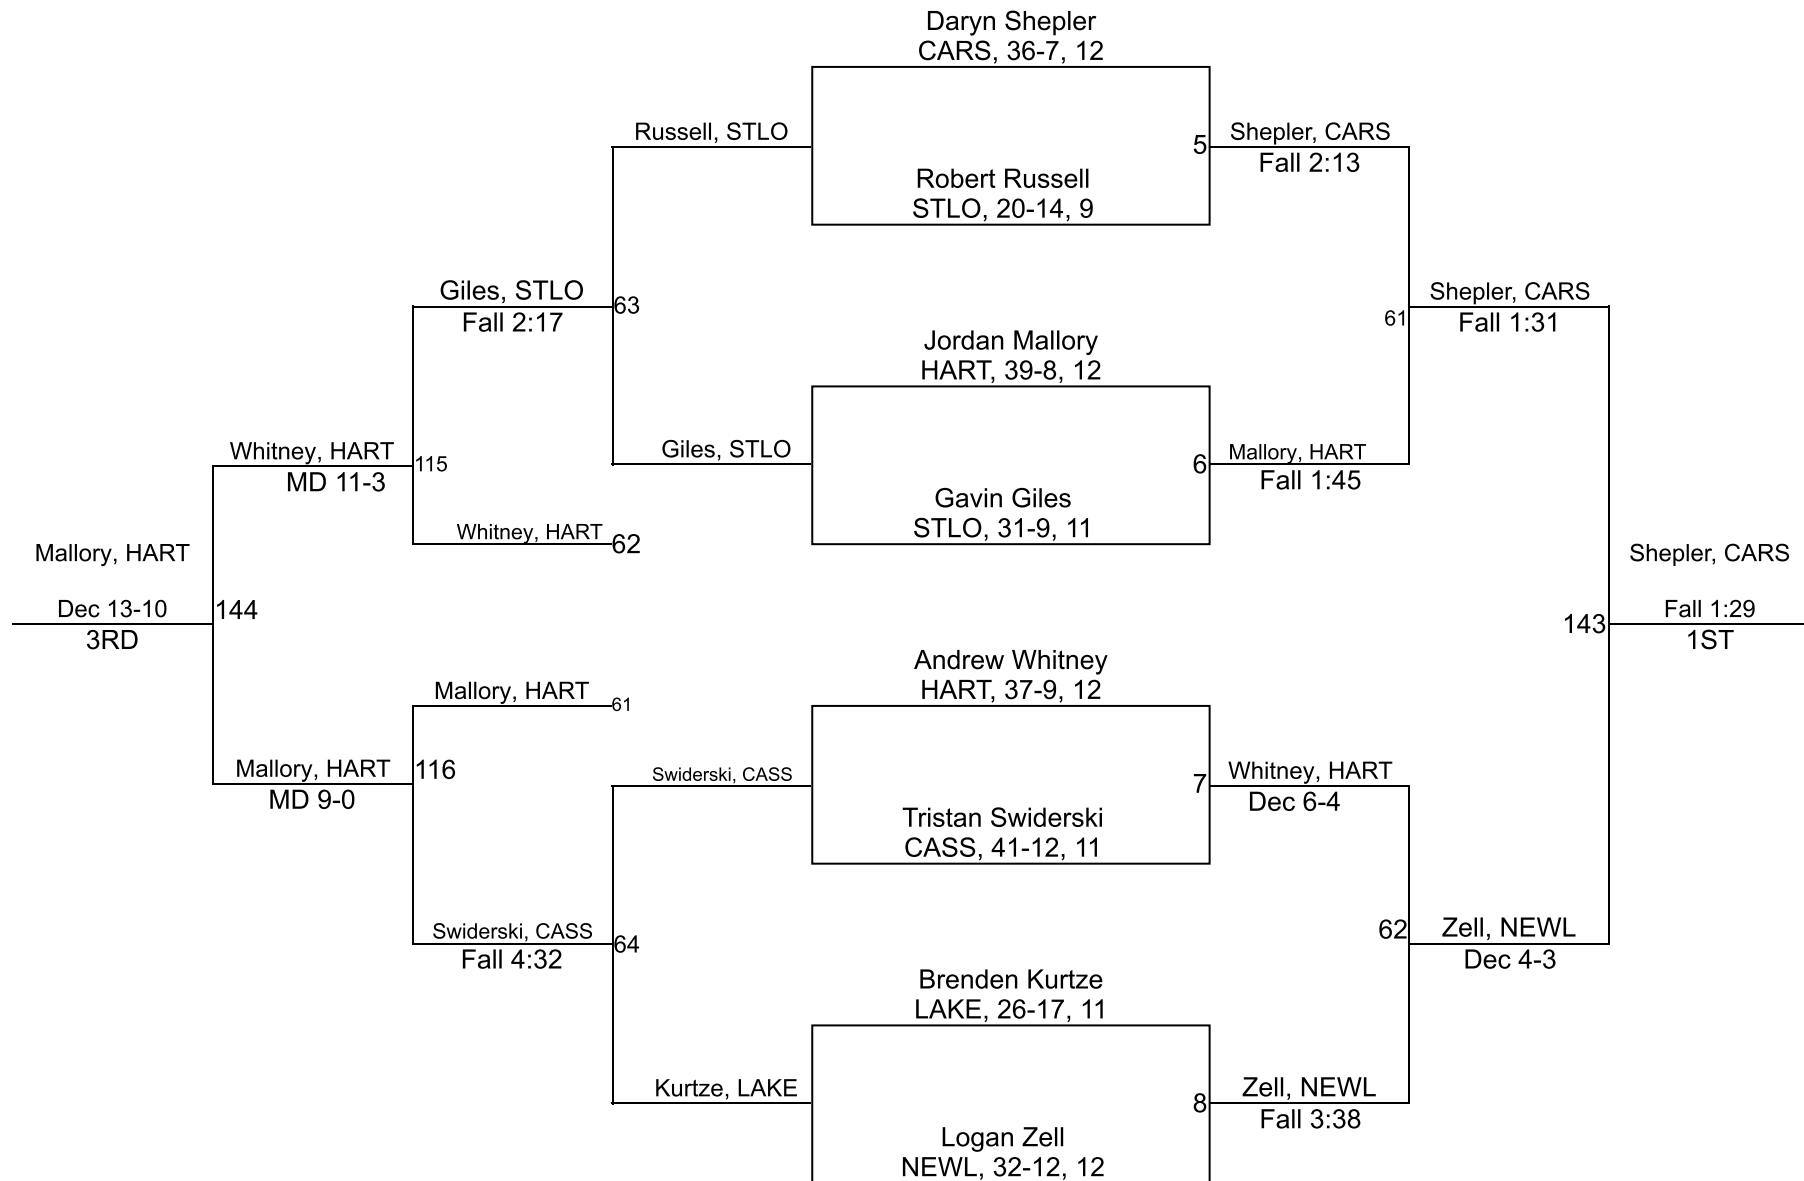 Daryn Shepler
CARS, 36-7, 12
Russell, STLO
5
Shepler, CARS
Fall 2:13
Robert Russell
STLO, 20-14, 9
Giles, STLO
Fall 2:17
63
Shepler, CARS
Fall 1:31
61
Jordan Mallory
HART, 39-8, 12
Whitney, HART
MD 11-3
115
Giles, STLO
6
Mallory, HART
Fall 1:45
Gavin Giles
STLO, 31-9, 11
Whitney, HART
62
Mallory, HART
Dec 13-10
3RD
144
143
Shepler, CARS
Fall 1:29
1ST
Andrew Whitney
HART, 37-9, 12
Mallory, HART
61
Mallory, HART
MD 9-0
116
Swiderski, CASS
7
Whitney, HART
Dec 6-4
Tristan Swiderski
CASS, 41-12, 11
Swiderski, CASS
Fall 4:32
64
62
Zell, NEWL
Dec 4-3
Brenden Kurtze
LAKE, 26-17, 11
Kurtze, LAKE
8
Zell, NEWL
Fall 3:38
Logan Zell
NEWL, 32-12, 12